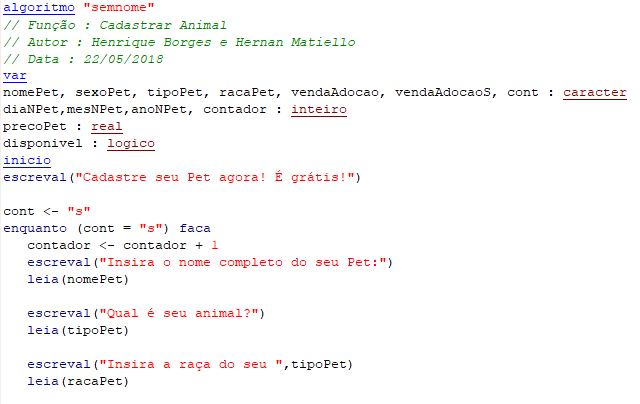 algoritmo "semnome"
// Função : Cadastrar Animal
// Autor : Henrique Borges e Hernan Matiello
// Data : 22/05/2018
var
nomePet, sexoPet, tipoPet, racaPet, vendaAdocao, vendaAdocaoS, cont : caracter
diaNPet,mesNPet,anoNPet, contador : inteiro
precoPet : real
disponivel : logico
inicio
escreval("Cadastre seu Pet agora! É grátis!")
cont <- "s"
enquanto (cont = "s") faca
contador <- contador + 1
escreval("Insira o nome completo do seu Pet:")
leia(nomePet)
escreval("Qual é seu animal?")
leia(tipoPet)
escreval("Insira a raça do seu ",tipoPet)
leia(racaPet)